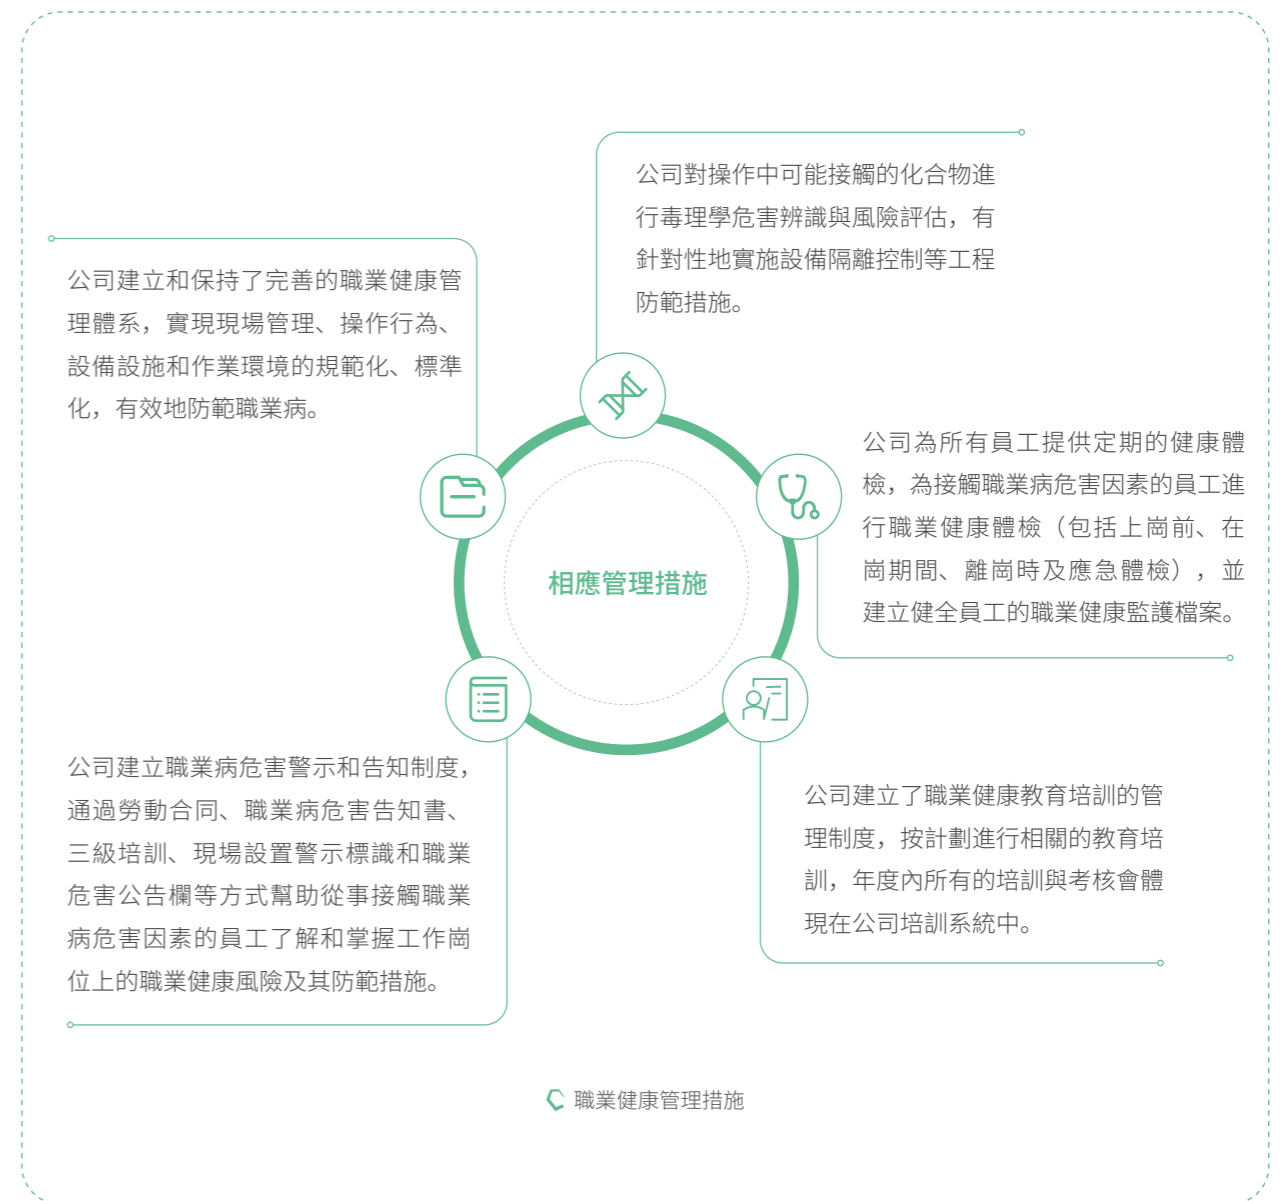 公司對操作中可能接觸的化合物進
行毒理學危害辨識與風險評估，有
針對性地實施設備隔離控制等工程
防範措施。
公司建立和保持了完善的職業健康管
理體系，實現現場管理、操作行為、
設備設施和作業環境的規範化、標準
化，有效地防範職業病。
公司為所有員工提供定期的健康體
檢，為接觸職業病危害因素的員工進
行職業健康體檢（包括上崗前、在
崗期間、離崗時及應急體檢），並
建立健全員工的職業健康監護檔案。
相應管理措施
公司建立職業病危害警示和告知制度，
通過勞動合同、職業病危害告知書、
三級培訓、現場設置警示標識和職業
危害公告欄等方式幫助從事接觸職業
病危害因素的員工了解和掌握工作崗
位上的職業健康風險及其防範措施。
公司建立了職業健康教育培訓的管
理制度，按計劃進行相關的教育培
訓，年度內所有的培訓與考核會體
現在公司培訓系統中。
職業健康管理措施